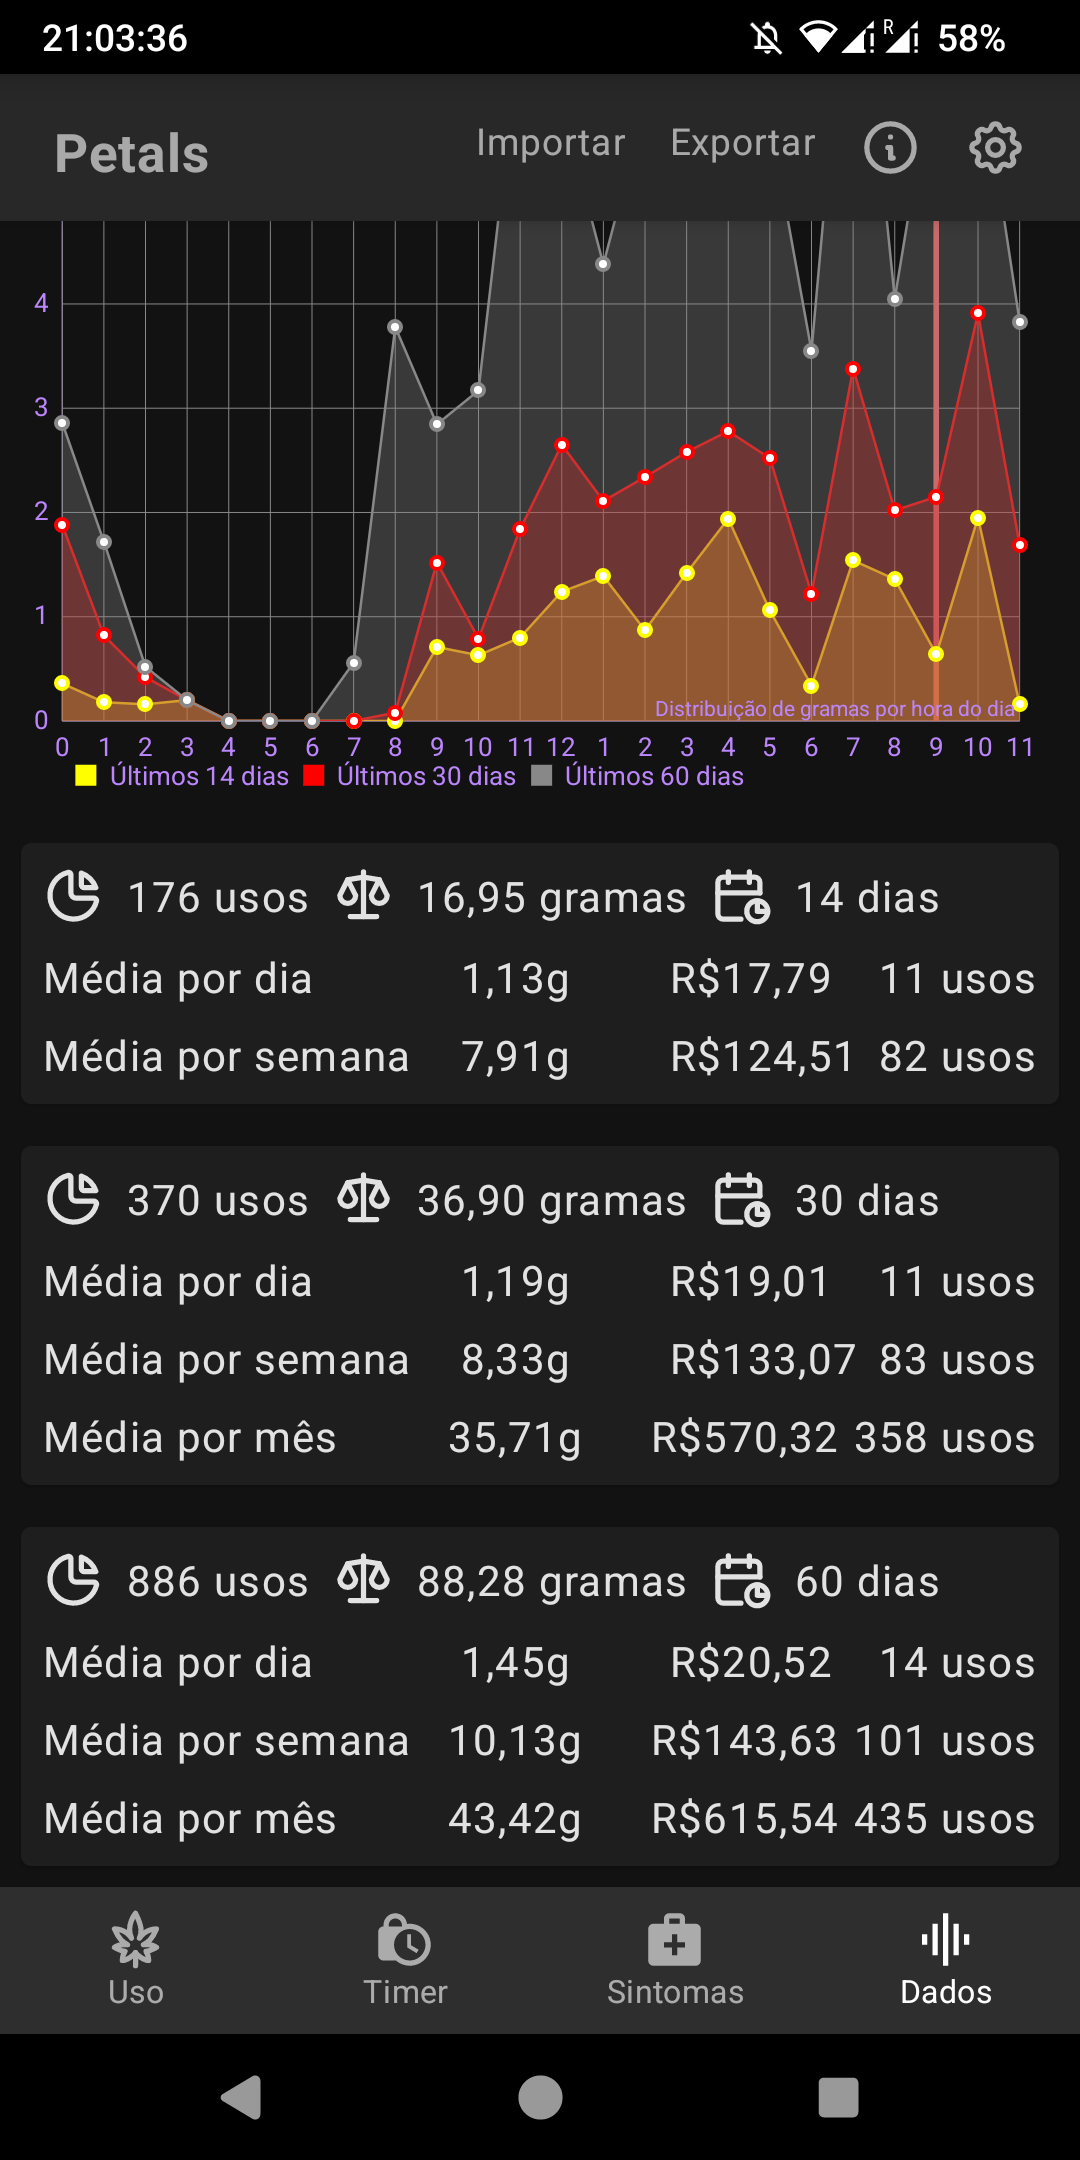 21:03:36 R 58%
Petals Importar Exportar
4
3
2
1
0
Distribuição de gramas por hora do dia
0 1 2 3 4 5 6 7 8 9 10 11 12 1 2 3 4 5 6 7 8 9 10 11
Últimos 14 dias Últimos 30 dias Últimos 60 dias
176 usos 16,95 gramas 14 dias
Média por dia 1,13g R$17,79 11 usos
Média por semana 7,91g R$124,51 82 usos
370 usos 36,90 gramas 30 dias
Média por dia 1,19g R$19,01 11 usos
Média por semana 8,33g R$133,07 83 usos
Média por mês 35,71g R$570,32 358 usos
886 usos 88,28 gramas 60 dias
Média por dia 1,45g R$20,52 14 usos
Média por semana 10,13g R$143,63 101 usos
Média por mês 43,42g R$615,54 435 usos
Uso Timer Sintomas Dados